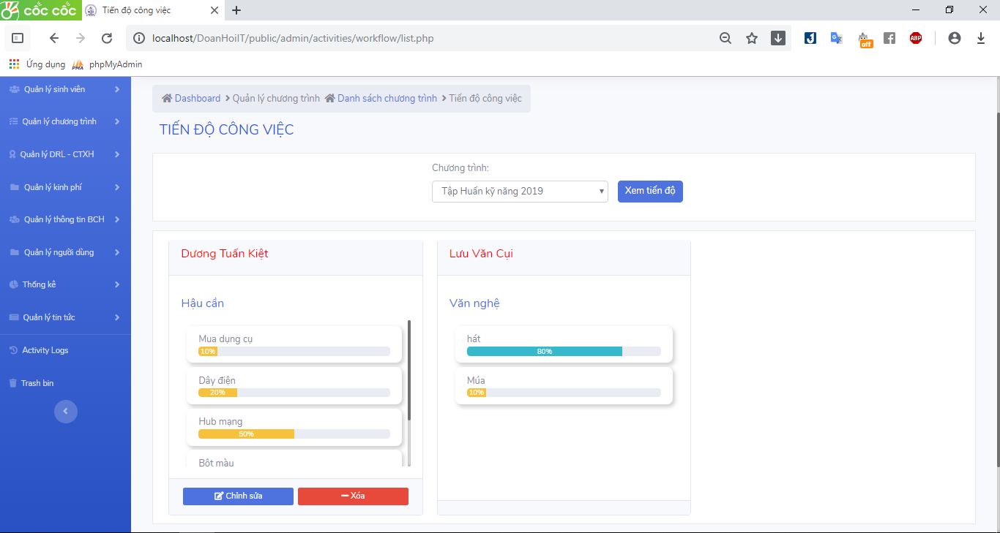 cốc cốc
Tiến độ công việc
localhost/DoanHoiIT/public/admin/activities/workflow/list.php
off
ABP
Ứng dụng
PMA
phpMyAdmin
Quản lý sinh viên
Quản lý chương trình
Quản lý DRL - CTXH
Quản lý kinh phí
Quản lý thông tin BCH
Quản lý người dùng
Thống kê
Quản lý tin tức
Activity Logs
Trash bin
Dashboard > Quản lý chương trình Danh sách chương trình > Tiến độ công việc
TIẾN ĐỘ CÔNG VIỆC
Chương trình:
Tập Huấn kỹ năng 2019
Xem tiến độ
Dương Tuấn Kiệt
Hậu cần
Mua dụng cụ
10%
Dây điện
20%
Hub mạng
50%
Bột màu
Chỉnh sửa
Xóa
Lưu Văn Cụi
Văn nghệ
hát
80%
Múa
10%